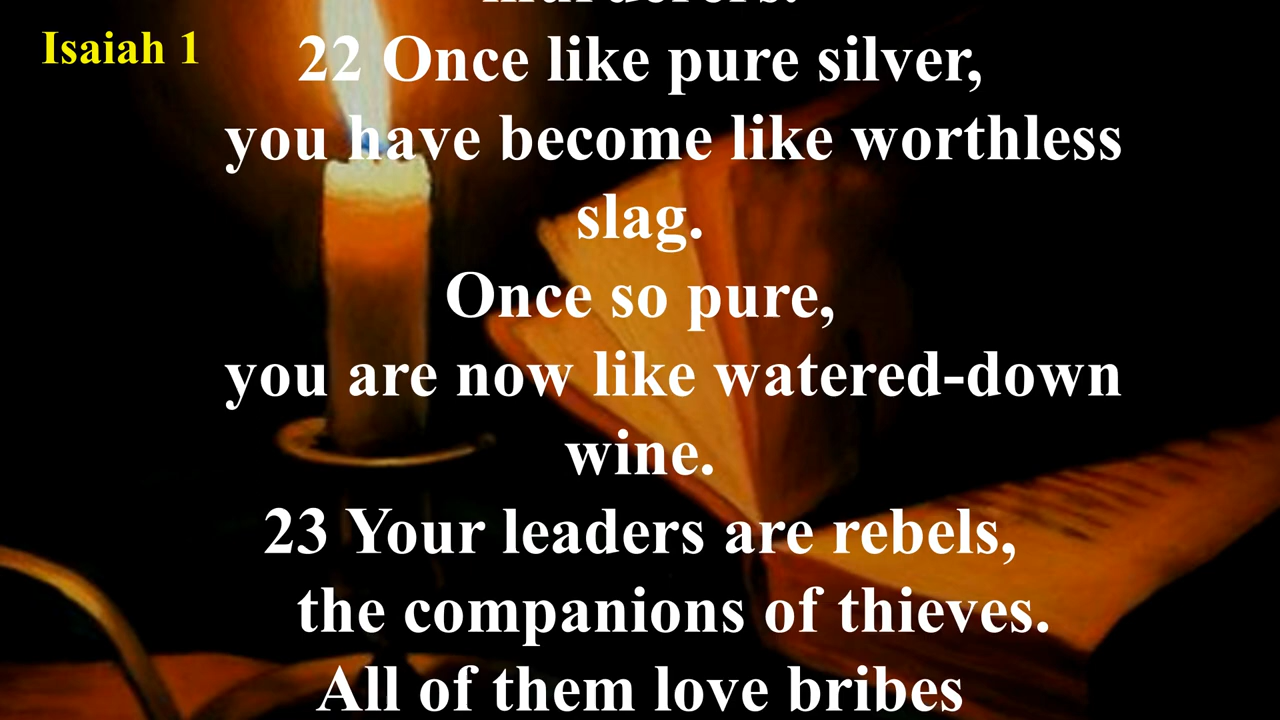 murderers.
Isaiah 1
22 Once like pure silver,
you have become like worthless
slag.
Once so pure,
you are now like watered-down
wine.
23 Your leaders are rebels,
the companions of thieves.
All of them love bribes